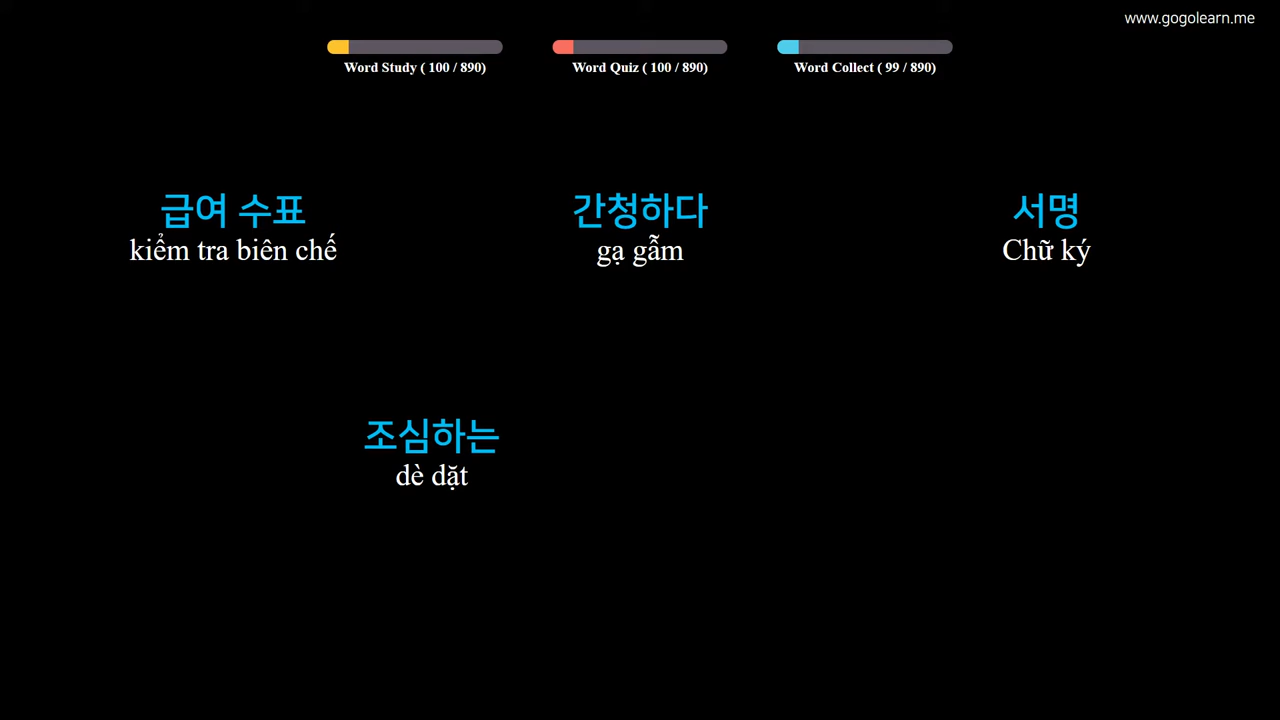 www.gogolearn.me
Word Study ( 100 / 890)
Word Quiz ( 100 / 890)
Word Collect ( 99 / 890)
급여 수표
kiểm tra biên chế
간청하다
gạ gẫm
서명
Chữ ký
조심하는
dè dặt